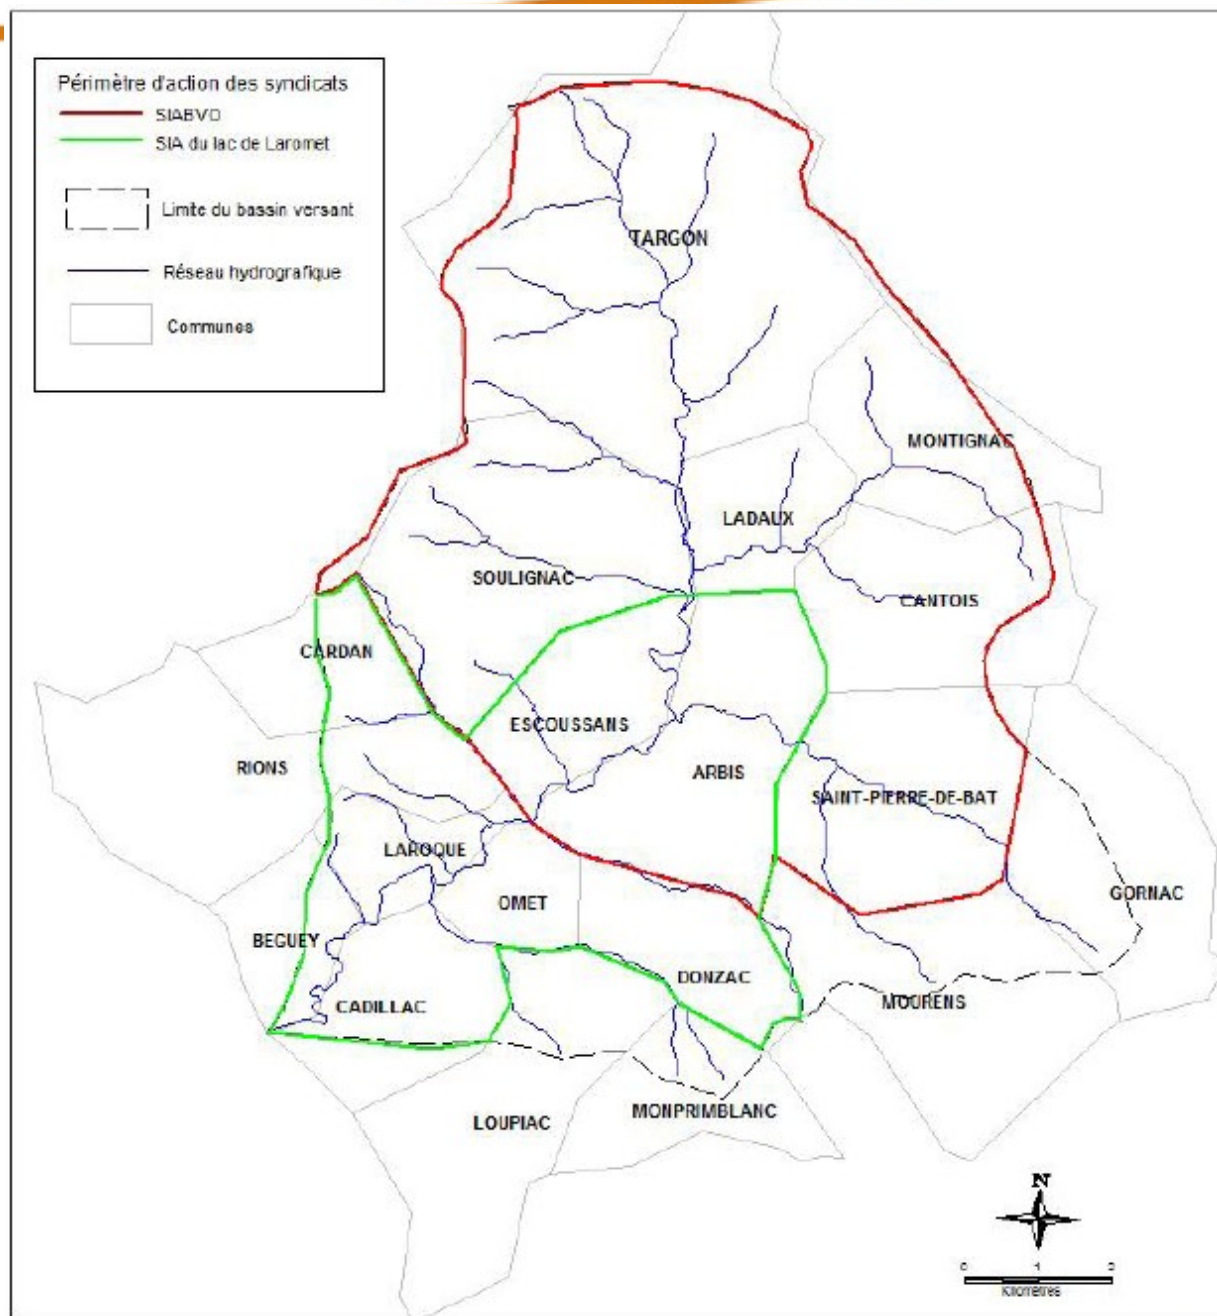 Périmètre d'action des syndicats
SIABVO
SIA du lac de Laromet
Limite du bassin versant
Réseau hydrografique
Communes
TARGON
MONTIGNAC
LADAUX
SOULIGNAC
CANTOIS
CARDAN
ESCOUSSANS
RIONS
ARBIS
SAINT-PIERRE-DE-BAT
LAROQUE
OMET
GORNAC
BEGUEY
DONZAC
CADILLAC
MOURENS
MONPRIMBLANC
LOUPIAC
N
0 1 2
Kilomètres